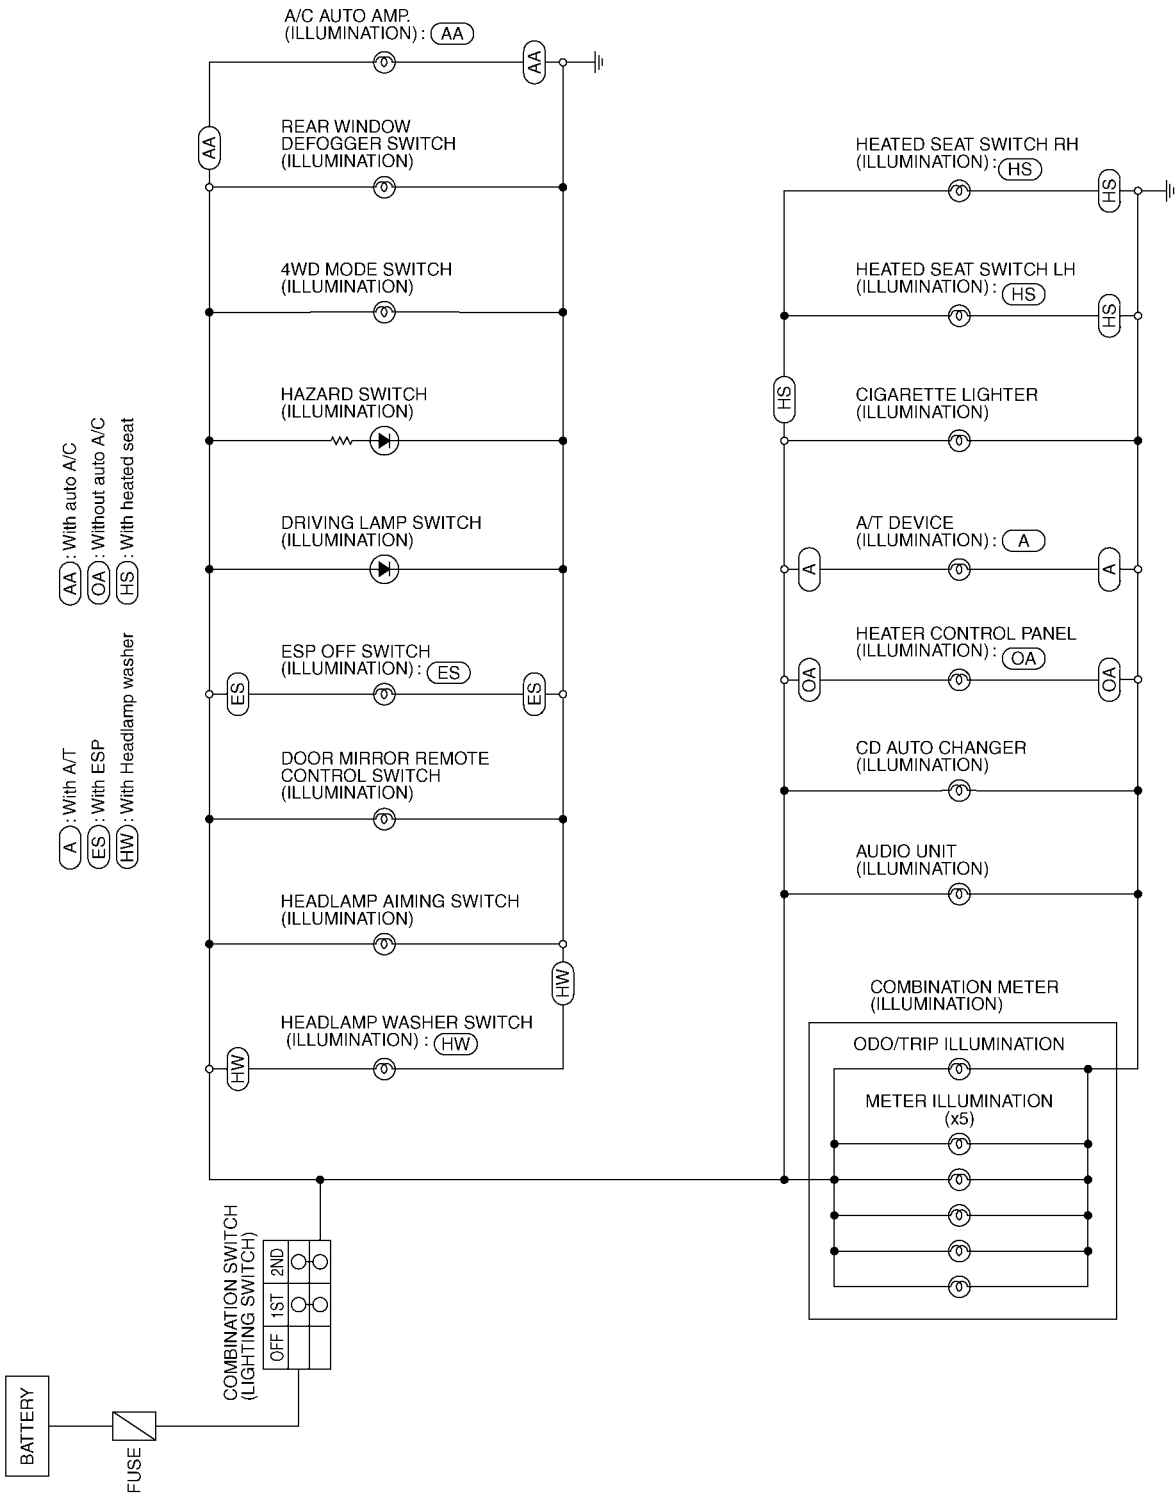 A/C AUTO AMP.
(ILLUMINATION) : AA
AA
AA
REAR WINDOW
DEFOGGER SWITCH
(ILLUMINATION)
4WD MODE SWITCH
(ILLUMINATION)
HAZARD SWITCH
(ILLUMINATION)
DRIVING LAMP SWITCH
(ILLUMINATION)
ESP OFF SWITCH
(ILLUMINATION) : ES
ES
ES
DOOR MIRROR REMOTE
CONTROL SWITCH
(ILLUMINATION)
HEADLAMP AIMING SWITCH
(ILLUMINATION)
HW
HEADLAMP WASHER SWITCH
(ILLUMINATION) : HW
HW
HEATED SEAT SWITCH RH
(ILLUMINATION) : HS
HS
HEATED SEAT SWITCH LH
(ILLUMINATION) : HS
HS
HS
CIGARETTE LIGHTER
(ILLUMINATION)
A/T DEVICE
(ILLUMINATION) : A
A
A
HEATER CONTROL PANEL
(ILLUMINATION) : OA
OA
OA
CD AUTO CHANGER
(ILLUMINATION)
AUDIO UNIT
(ILLUMINATION)
COMBINATION METER
(ILLUMINATION)
ODO/TRIP ILLUMINATION
METER ILLUMINATION
(x5)
A : With A/T
ES : With ESP
HW : With Headlamp washer
AA : With auto A/C
OA : Without auto A/C
HS : With heated seat
COMBINATION SWITCH
(LIGHTING SWITCH)
OFF 1ST 2ND
BATTERY
FUSE